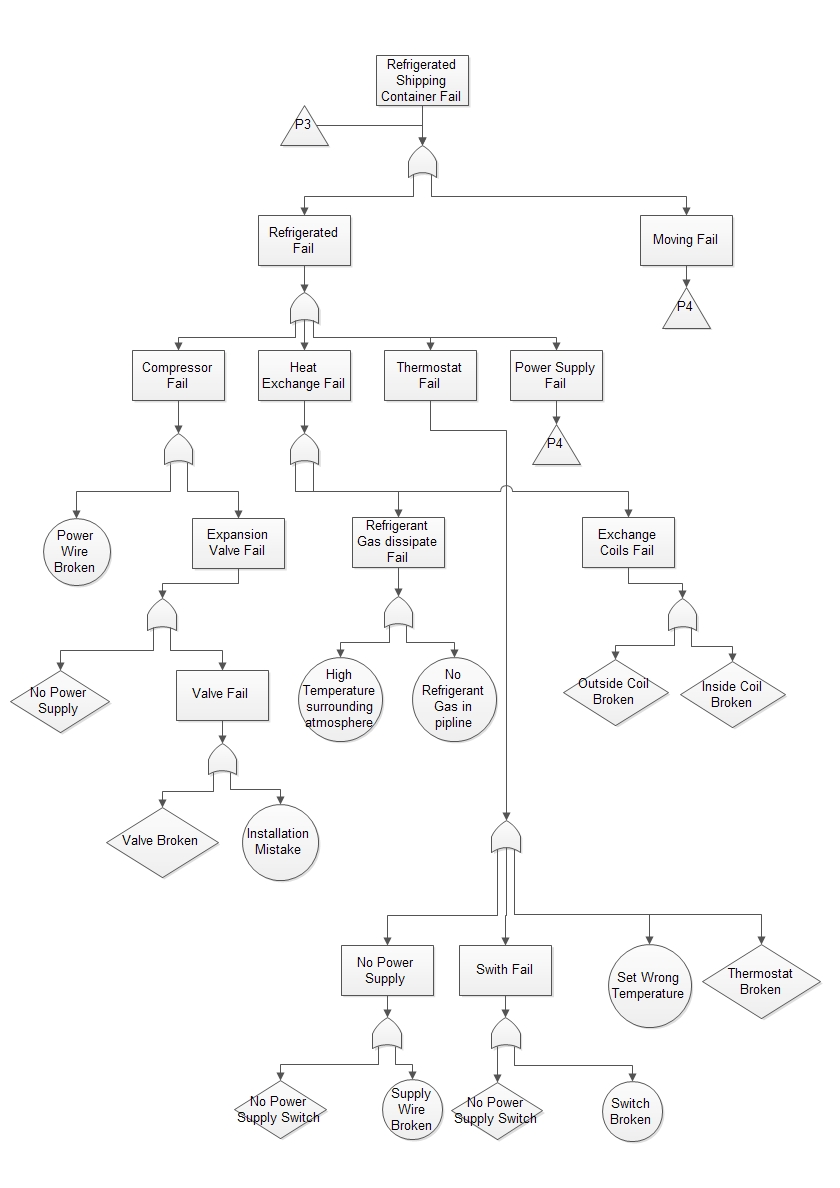 Refrigerated
Shipping
Container Fail
P3
Refrigerated
Fail
Moving Fail
P4
Compressor
Fail
Heat
Exchange Fail
Thermostat
Fail
Power Supply
Fail
P4
Power
Wire
Broken
Expansion
Valve Fail
Refrigerant
Gas dissipate
Fail
Exchange
Coils Fail
No Power
Supply
Valve Fail
High
Temperature
surrounding
atmosphere
No
Refrigerant
Gas in
pipline
Outside Coil
Broken
Inside Coil
Broken
Valve Broken
Installation
Mistake
No Power
Supply
Swith Fail
Set Wrong
Temperature
Thermostat
Broken
No Power
Supply Switch
Supply
Wire
Broken
No Power
Supply Switch
Switch
Broken